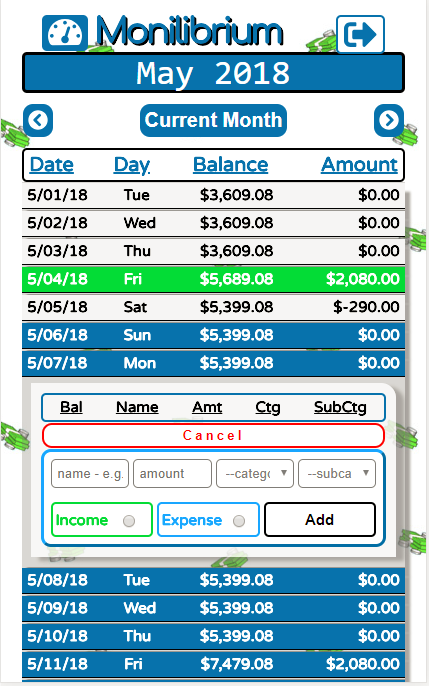 Monilibrium
May 2018
Current Month
Date Day Balance Amount
5/01/18 Tue $3,609.08 $0.00
5/02/18 Wed $3,609.08 $0.00
5/03/18 Thu $3,609.08 $0.00
5/04/18 Fri $5,689.08 $2,080.00
5/05/18 Sat $5,399.08 $-290.00
5/06/18 Sun $5,399.08 $0.00
5/07/18 Mon $5,399.08 $0.00
Bal Name Amt Ctg SubCtg
Cancel
name - e.g. amount --catego --subca
Income Expense Add
5/08/18 Tue $5,399.08 $0.00
5/09/18 Wed $5,399.08 $0.00
5/10/18 Thu $5,399.08 $0.00
5/11/18 Fri $7,479.08 $2,080.00